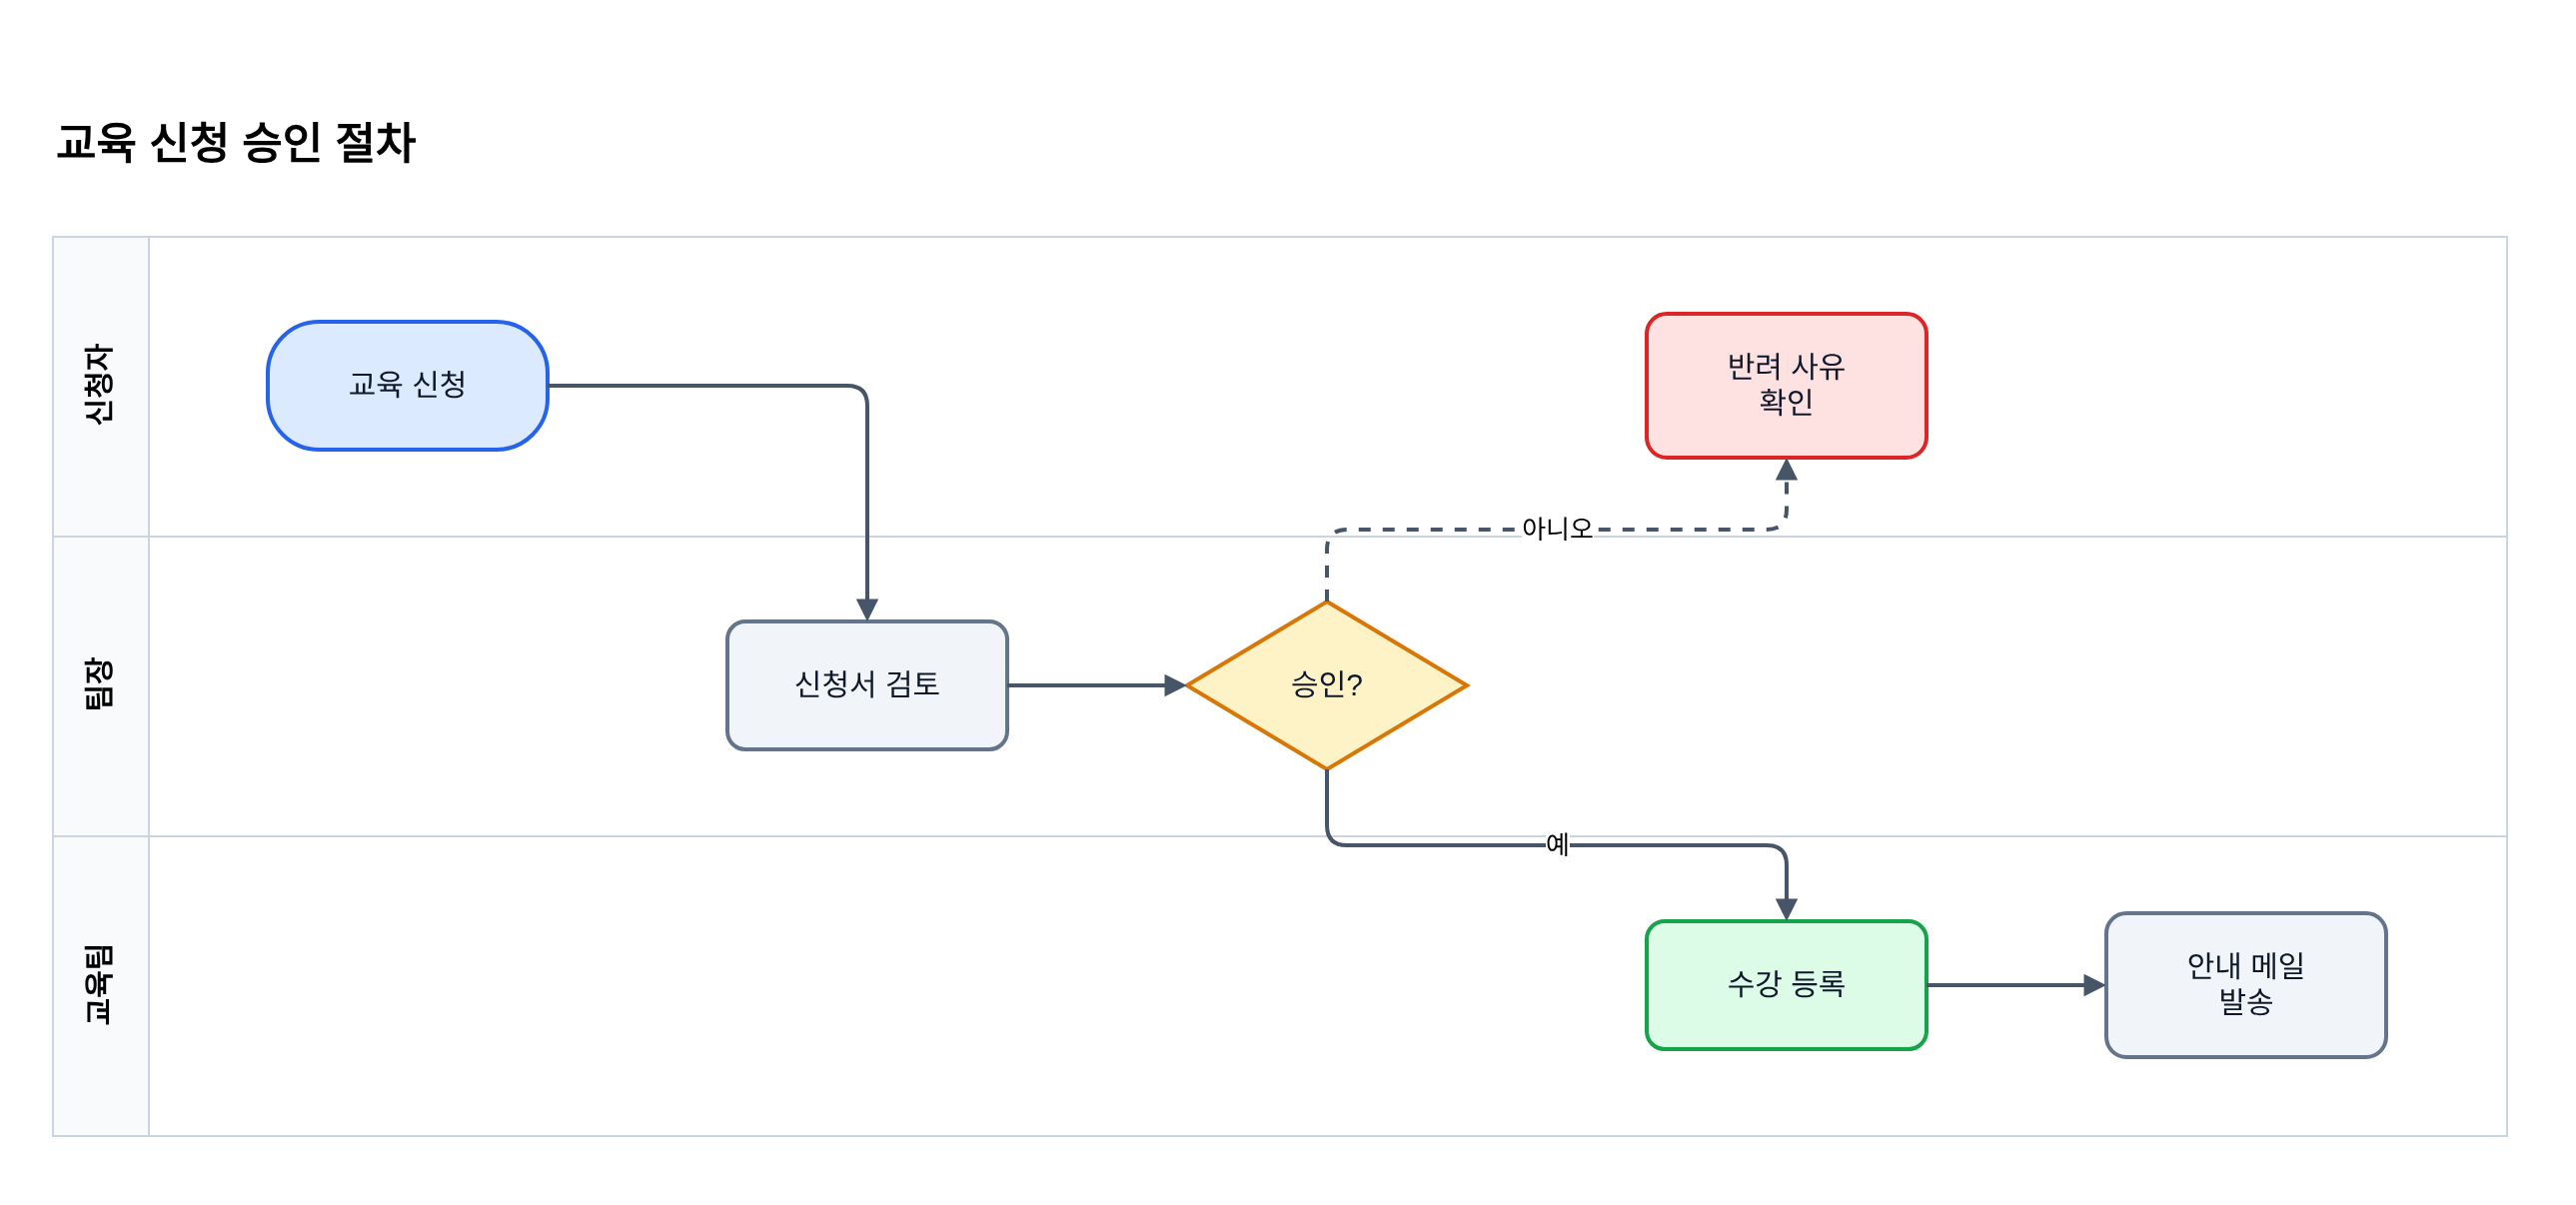 교육 신청 승인 절차
신청자
교육 신청
반려 사유
확인
아니오
팀장
신청서 검토
승인?
예
교육팀
수강 등록
안내 메일
발송